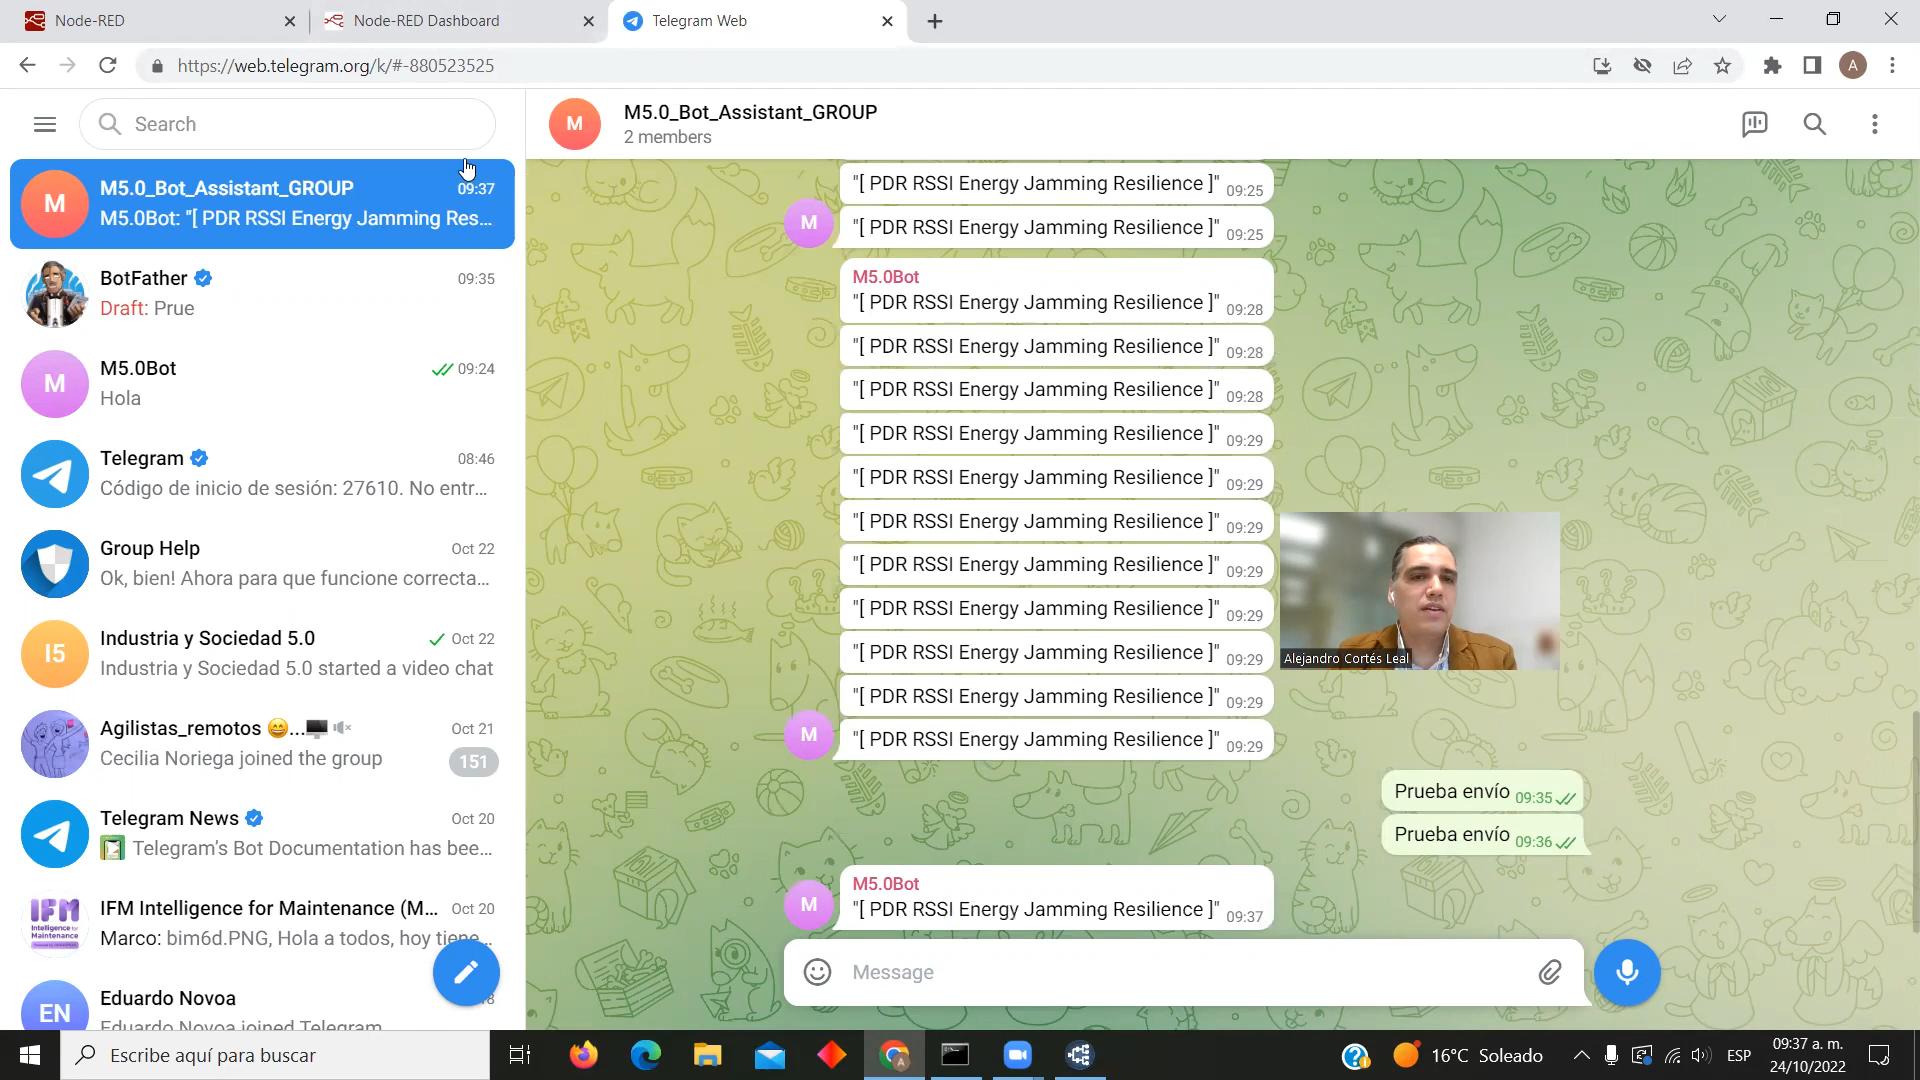 Node-RED
Node-RED Dashboard
Telegram Web
https://web.telegram.org/k/#-880523525
A
Search
M
M5.0_Bot_Assistant_GROUP
09:37
M5.0Bot: "[ PDR RSSI Energy Jamming Res...
BotFather
09:35
Draft: Prue
M
M5.0Bot
09:24
Hola
Telegram
08:46
Código de inicio de sesión: 27610. No entr...
Group Help
Oct 22
Ok, bien! Ahora para que funcione correcta...
I5
Industria y Sociedad 5.0
Oct 22
Industria y Sociedad 5.0 started a video chat
Agilistas_remotos 😄...🖥️
Oct 21
Cecilia Noriega joined the group
151
Telegram News
Oct 20
Telegram's Bot Documentation has bee...
IFM
Intelligence for
Maintenance
IFM Intelligence for Maintenance (M...
Oct 20
Marco: bim6d.PNG, Hola a todos, hoy tiene...
EN
Eduardo Novoa
Eduardo Novoa joined Telegram
M
M5.0_Bot_Assistant_GROUP
2 members
"[ PDR RSSI Energy Jamming Resilience ]" 09:25
M
"[ PDR RSSI Energy Jamming Resilience ]" 09:25
M5.0Bot
"[ PDR RSSI Energy Jamming Resilience ]" 09:28
"[ PDR RSSI Energy Jamming Resilience ]" 09:28
"[ PDR RSSI Energy Jamming Resilience ]" 09:28
"[ PDR RSSI Energy Jamming Resilience ]" 09:29
"[ PDR RSSI Energy Jamming Resilience ]" 09:29
"[ PDR RSSI Energy Jamming Resilience ]" 09:29
"[ PDR RSSI Energy Jamming Resilience ]" 09:29
"[ PDR RSSI Energy Jamming Resilience ]" 09:29
"[ PDR RSSI Energy Jamming Resilience ]" 09:29
"[ PDR RSSI Energy Jamming Resilience ]" 09:29
M
"[ PDR RSSI Energy Jamming Resilience ]" 09:29
Alejandro Cortés Leal
Prueba envío 09:35
Prueba envío 09:36
M5.0Bot
M
"[ PDR RSSI Energy Jamming Resilience ]" 09:37
Message
Escribe aquí para buscar
16°C Soleado
ESP
09:37 a. m.
24/10/2022